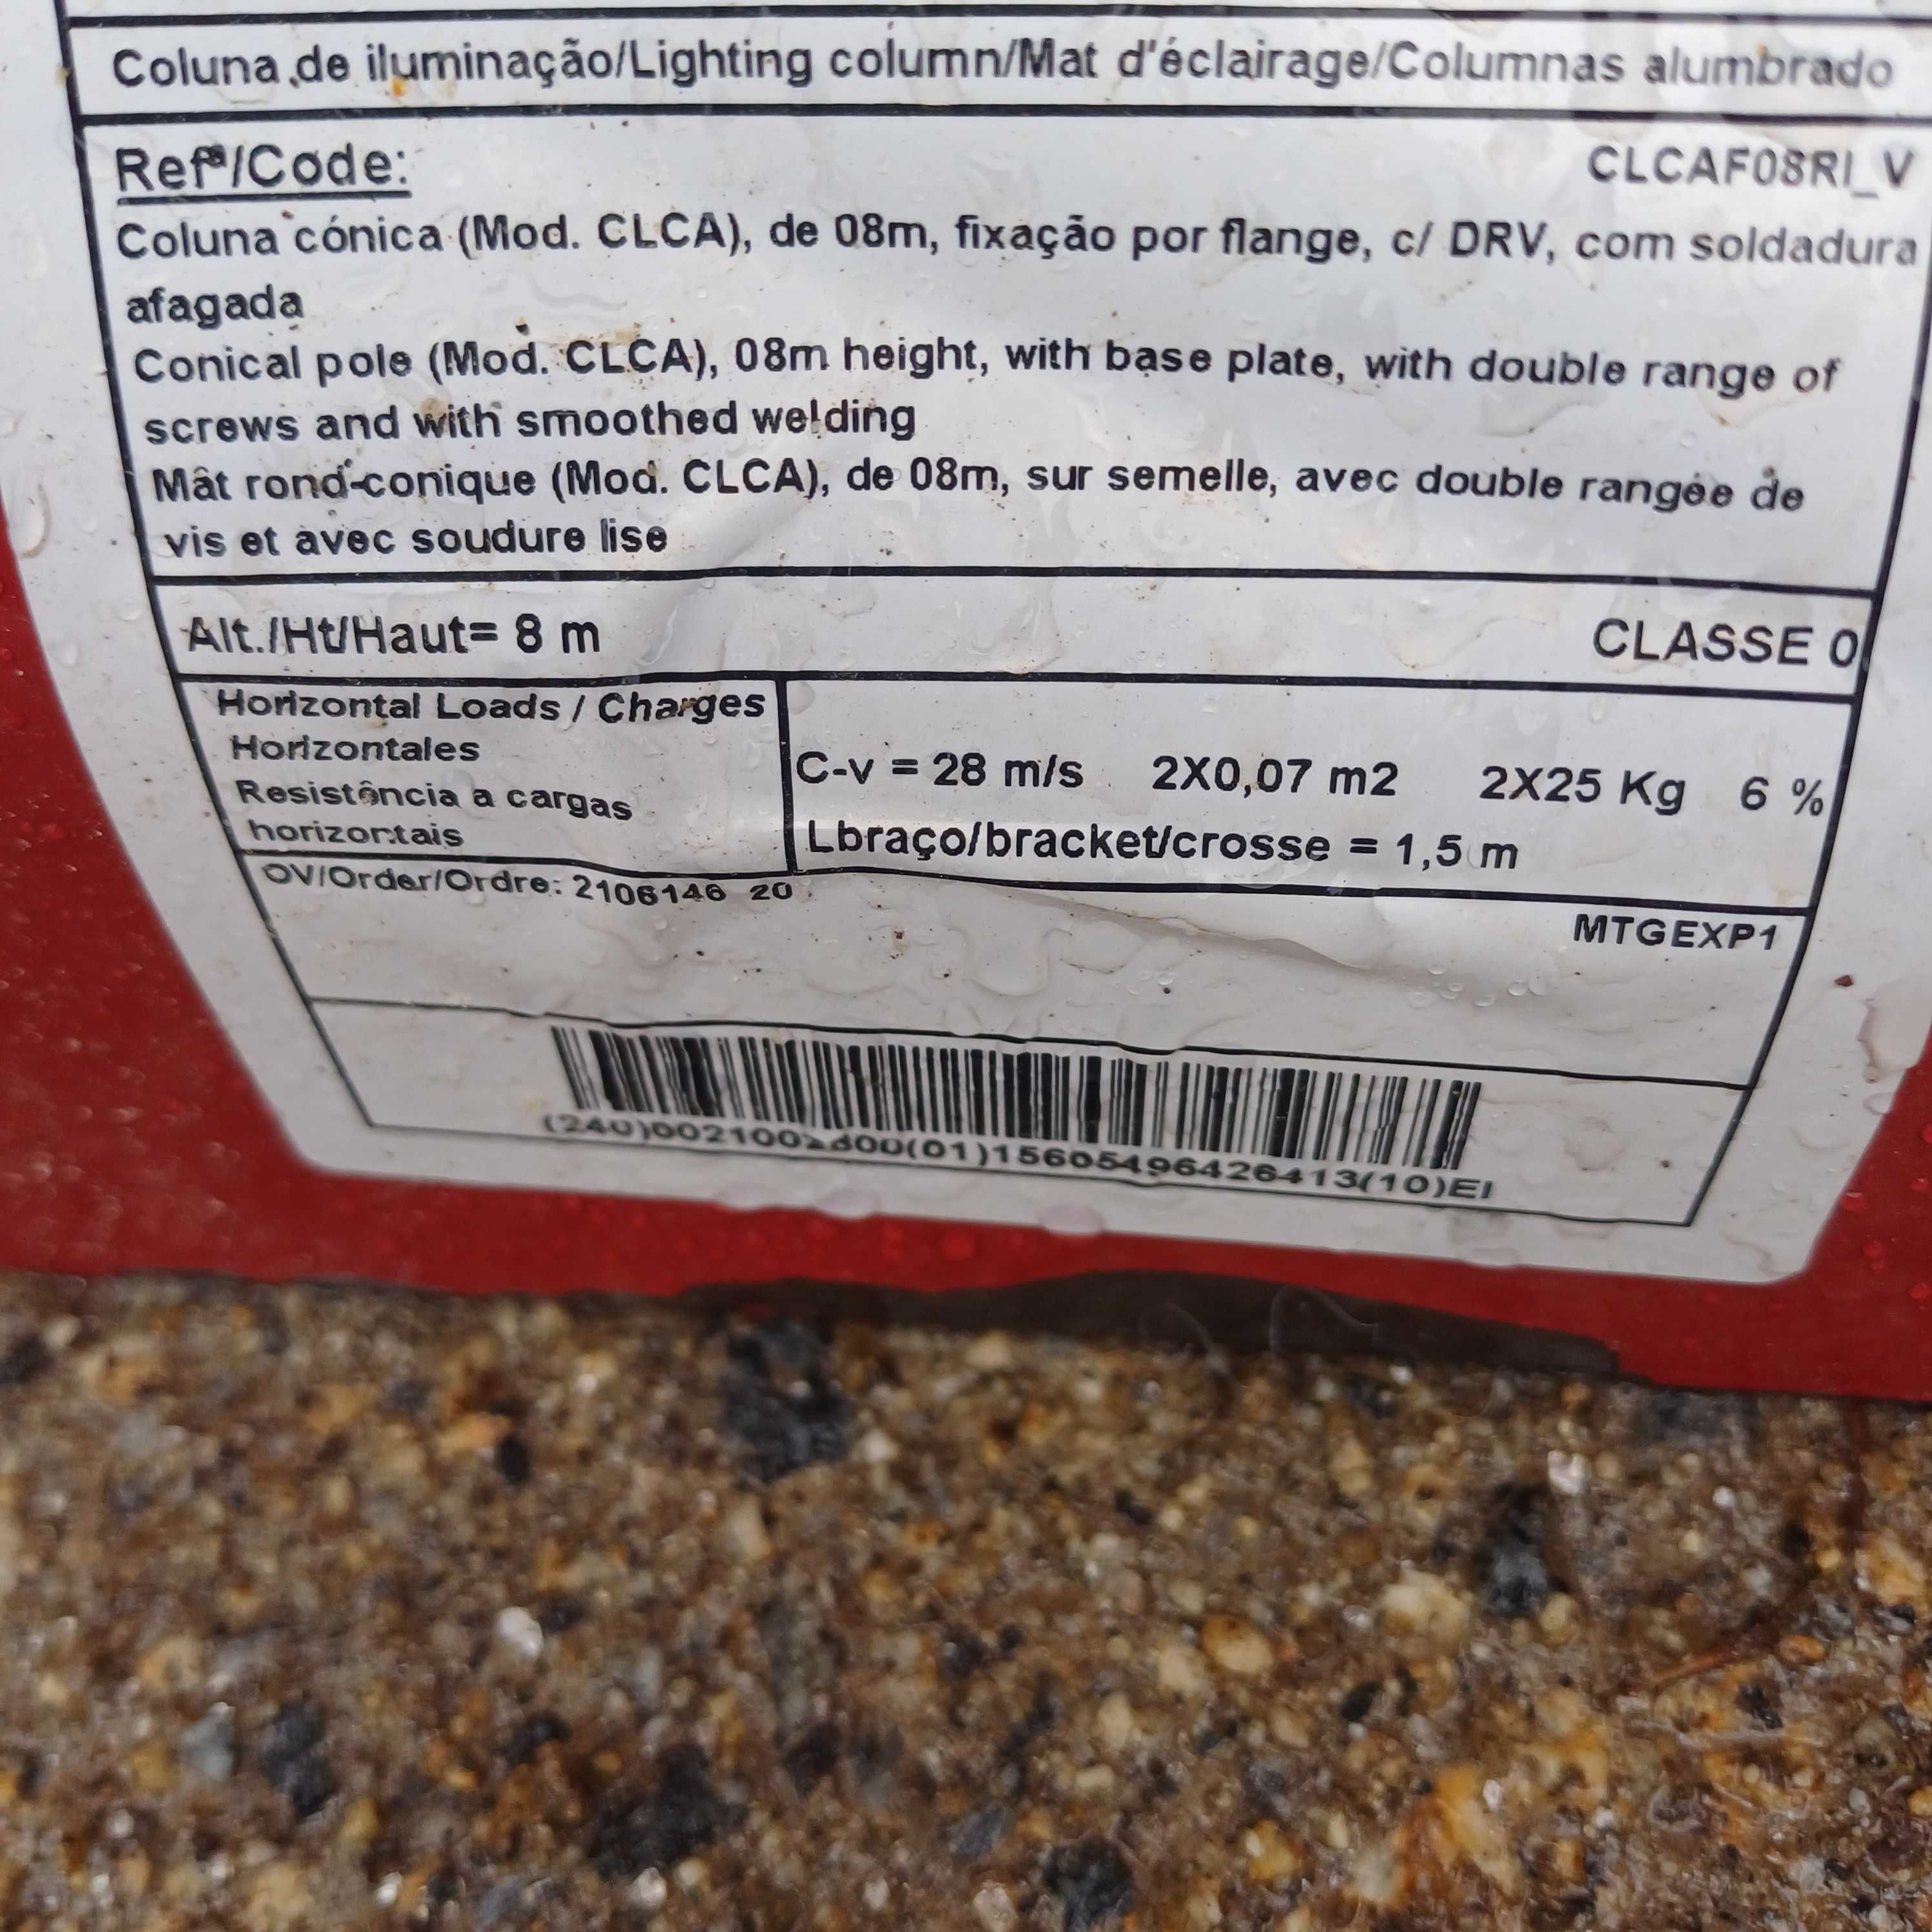 Coluna de iluminação/Lighting column/Mat d'éclairage/Columnas alumbrado
Refª/Code: CLCAF08RI_V
Coluna cónica (Mod. CLCA), de 08m, fixação por flange, c/ DRV, com soldadura
afagada
Conical pole (Mod. CLCA), 08m height, with base plate, with double range of
screws and with smoothed welding
Mât rond-conique (Mod. CLCA), de 08m, sur semelle, avec double rangée de
vis et avec soudure lise
Alt./Ht/Haut= 8 m CLASSE 0
Horizontal Loads / Charges
Horizontales
Resistência a cargas
horizontais
C-v = 28 m/s 2X0,07 m2 2X25 Kg 6 %
Lbraço/bracket/crosse = 1,5 m
OV/Order/Ordre: 2106146 20
MTGEXP1
(01)15605496426413(10)EI